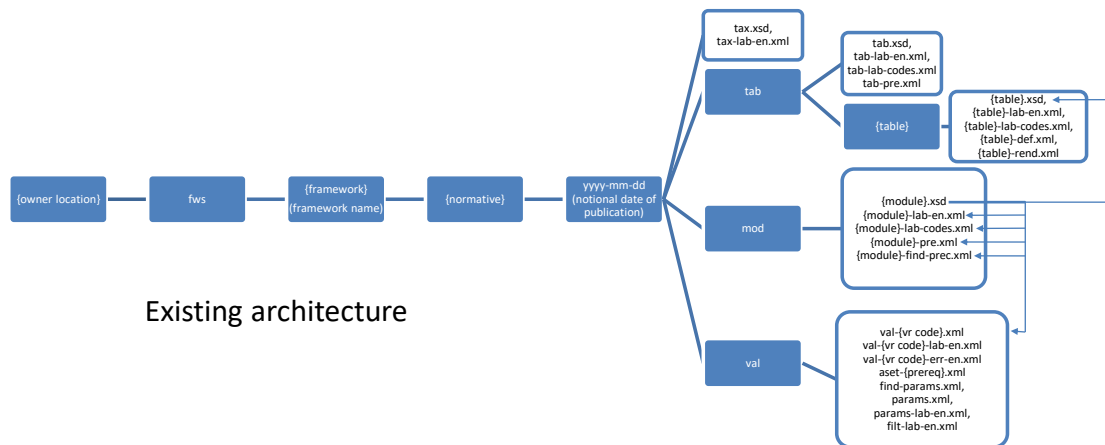 tax.xsd,
tax-lab-en.xml
tab.xsd,
tab-lab-en.xml,
tab-lab-codes.xml
tab-pre.xml
tab
{table}
{table}.xsd,
{table}-lab-en.xml,
{table}-lab-codes.xml,
{table}-def.xml,
{table}-rend.xml
{owner location}
fws
{framework}
(framework name)
{normative}
yyyy-mm-dd
(notional date of
publication)
mod
{module}.xsd
{module}-lab-en.xml
{module}-lab-codes.xml
{module}-pre.xml
{module}-find-prec.xml
Existing architecture
val
val-{vr code}.xml
val-{vr code}-lab-en.xml
val-{vr code}-err-en.xml
aset-{prereq}.xml
find-params.xml,
params.xml,
params-lab-en.xml,
filt-lab-en.xml